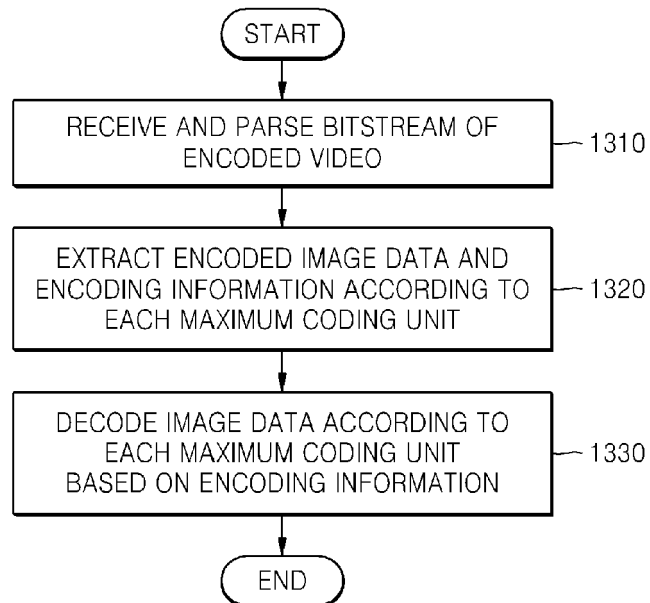 START
RECEIVE AND PARSE BITSTREAM OF
ENCODED VIDEO
1310
EXTRACT ENCODED IMAGE DATA AND
ENCODING INFORMATION ACCORDING TO
EACH MAXIMUM CODING UNIT
1320
DECODE IMAGE DATA ACCORDING TO
EACH MAXIMUM CODING UNIT
BASED ON ENCODING INFORMATION
1330
END